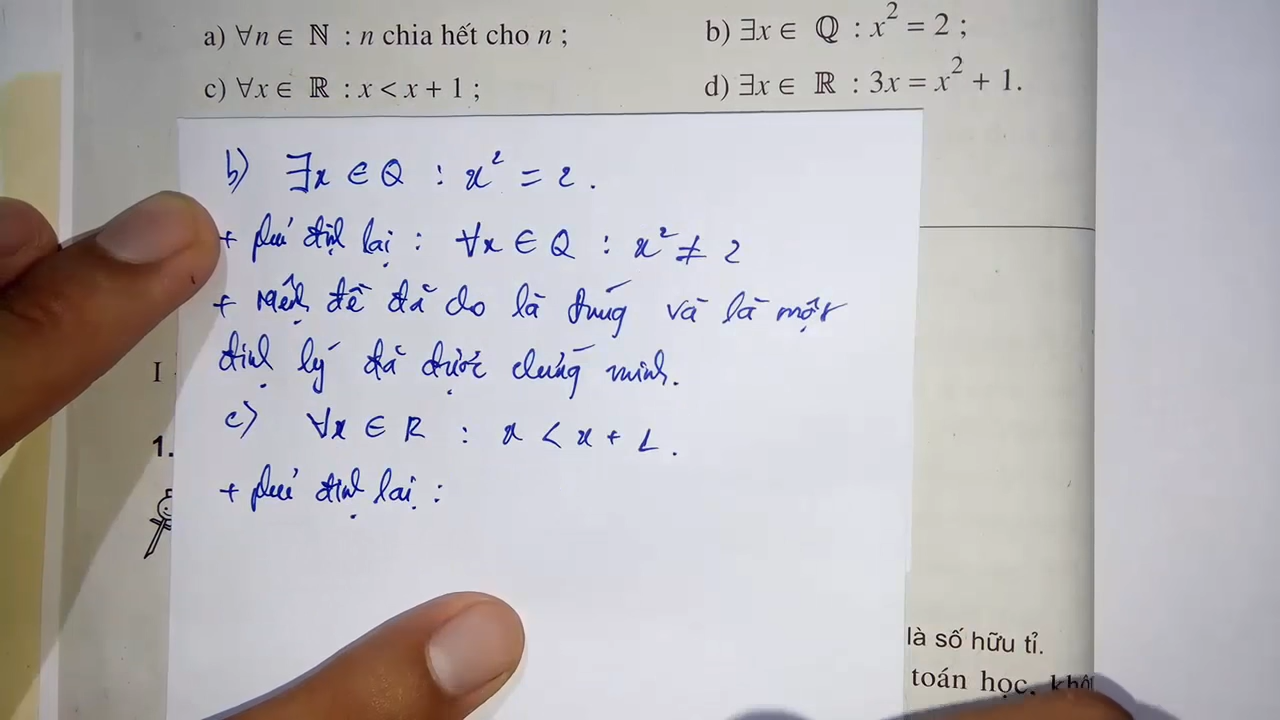 a) ∀n ∈ ℕ : n chia hết cho n ;
b) ∃x ∈ ℚ : x² = 2 ;
c) ∀x ∈ ℝ : x < x + 1 ;
d) ∃x ∈ ℝ : 3x = x² + 1.
b) ∃x ∈ Q : x² = 2 .
+ phủ định lại : ∀x ∈ Q : x² ≠ 2
+ Mệnh đề đã cho là đúng và là một
định lý đã được chứng minh.
c) ∀x ∈ R : x < x + 1 .
+ phủ định lại :
I
1.
là số hữu tỉ.
toán học,